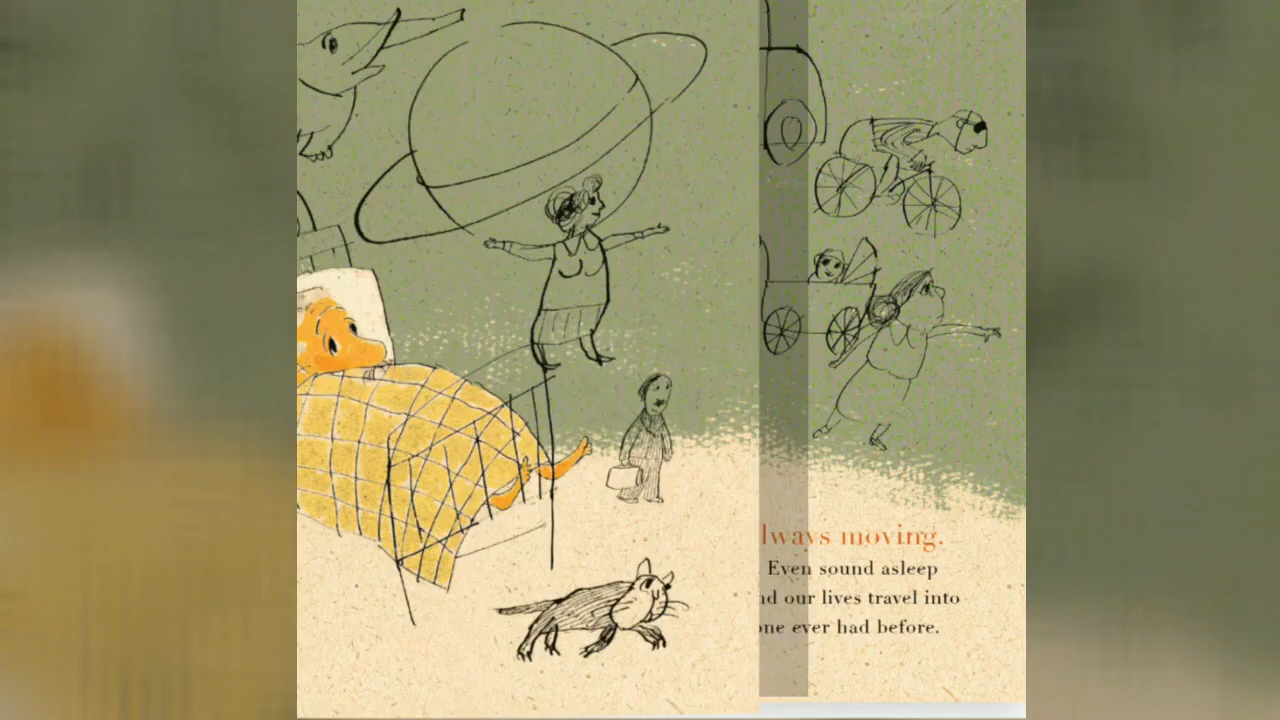 lways moving.
Even sound asleep
nd our lives travel into
one ever had before.